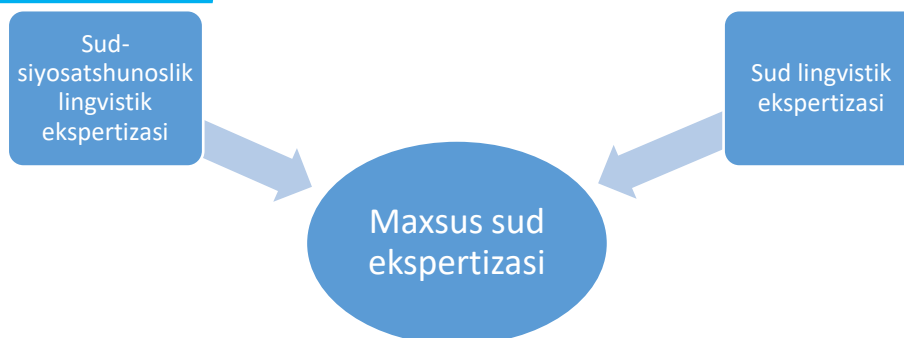 Sud-
siyosatshunoslik
lingvistik
ekspertizasi
Sud lingvistik
ekspertizasi
Maxsus sud
ekspertizasi